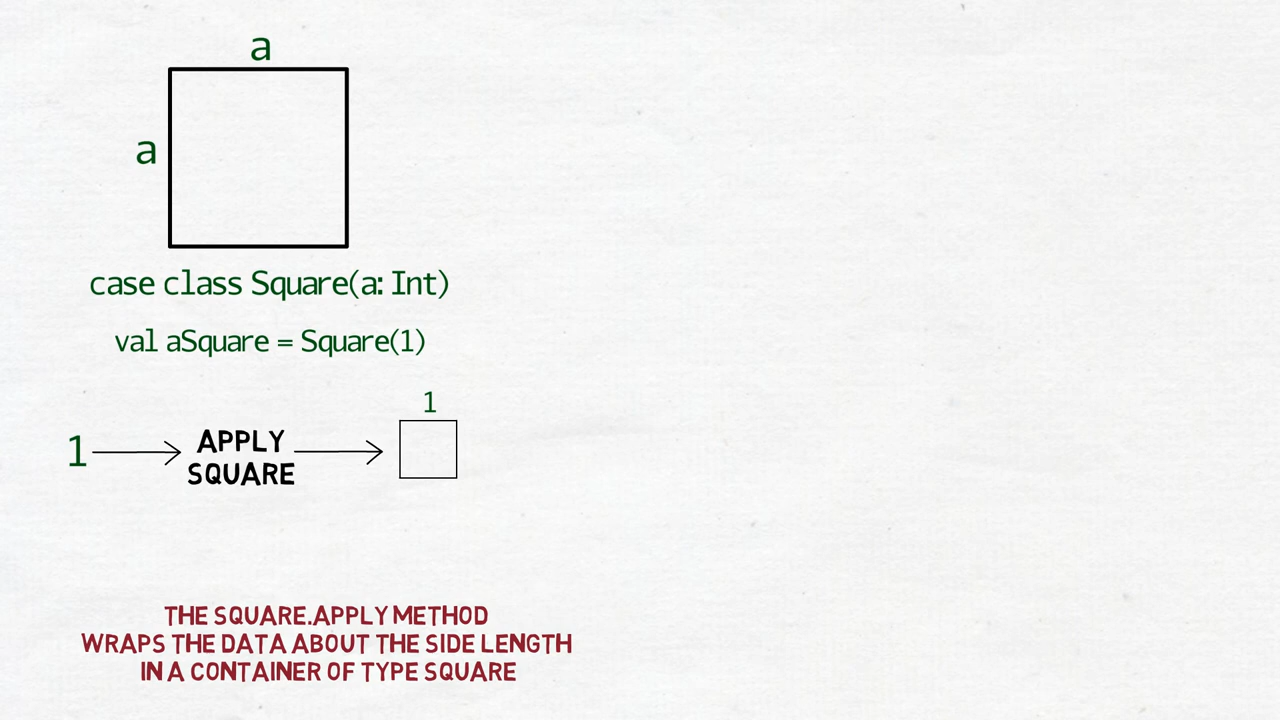 a
a
case class Square(a: Int)
val aSquare = Square(1)
1
1
APPLY
SQUARE
THE SQUARE.APPLY METHOD
WRAPS THE DATA ABOUT THE SIDE LENGTH
IN A CONTAINER OF TYPE SQUARE